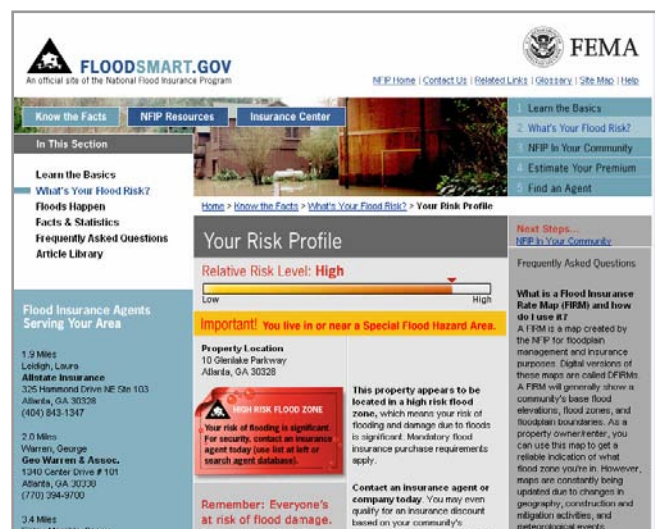 FLOODSMART.GOV
An official site of the National Flood Insurance Program
FEMA
NFIP Home | Contact Us | Related Links | Glossary | Site Map | Help
Know the Facts
NFIP Resources
Insurance Center
1 Learn the Basics
2 What's Your Flood Risk?
3 NFIP In Your Community
4 Estimate Your Premium
5 Find an Agent
In This Section
Learn the Basics
What's Your Flood Risk?
Floods Happen
Facts & Statistics
Frequently Asked Questions
Article Library
Flood Insurance Agents
Serving Your Area
1.9 Miles
Leidigh, Laura
Allstate Insurance
325 Hammond Drive NE Ste 103
Atlanta, GA 30328
(404) 843-1347
2.0 Miles
Warren, George
Geo Warren & Assoc.
1340 Center Drive # 101
Atlanta, GA 30338
(770) 394-9700
3.4 Miles
Home > Know the Facts > What's Your Flood Risk? > Your Risk Profile
Your Risk Profile
Relative Risk Level: High
Low
High
Important! You live in or near a Special Flood Hazard Area.
Property Location
10 Glenlake Parkway
Atlanta, GA 30328
HIGH RISK FLOOD ZONE
Your risk of flooding is significant.
For security, contact an insurance
agent today (use list at left or
search agent database).
Remember: Everyone's
at risk of flood damage.
This property appears to be
located in a high risk flood
zone, which means your risk of
flooding and damage due to floods
is significant. Mandatory flood
insurance purchase requirements
apply.
Contact an insurance agent or
company today. You may even
qualify for an insurance discount
based on your community's
Next Steps...
NFIP In Your Community
Frequently Asked Questions
What is a Flood Insurance
Rate Map (FIRM) and how
do I use it?
A FIRM is a map created by
the NFIP for floodplain
management and insurance
purposes. Digital versions of
these maps are called DFIRMs.
A FIRM will generally show a
community's base flood
elevations, flood zones, and
floodplain boundaries. As a
property owner/renter, you
can use this map to get a
reliable indication of what
flood zone you're in. However,
maps are constantly being
updated due to changes in
geography, construction and
mitigation activities, and
meteorological events.